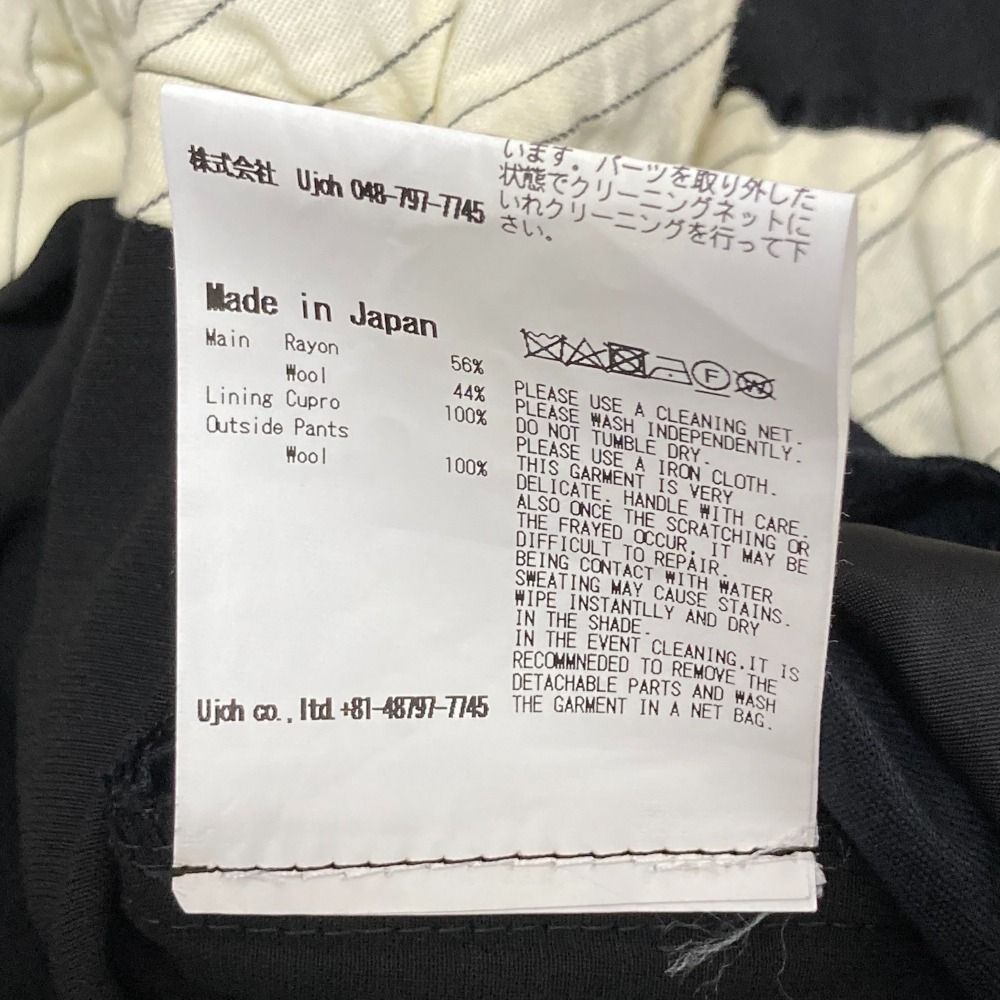 株式会社 Ujoh 048-797-7745
Made in Japan
Main Rayon 56%
Wool 44%
Lining Cupro 100%
Outside Pants
Wool 100%
Ujoh co., ltd. +81-48797-7745
います。パーツを取り外した
状態でクリーニングネットに
いれクリーニングを行って下
さい。
F
W
PLEASE USE A CLEANING NET.
PLEASE WASH INDEPENDENTLY.
DO NOT TUMBLE DRY.
PLEASE USE A IRON CLOTH.
THIS GARMENT IS VERY
DELICATE. HANDLE WITH CARE.
ALSO ONCE THE SCRATCHING OR
THE FRAYED OCCUR, IT MAY BE
DIFFICULT TO REPAIR.
BEING CONTACT WITH WATER
SWEATING MAY CAUSE STAINS.
WIPE INSTANTLLY AND DRY
IN THE SHADE.
IN THE EVENT CLEANING.IT IS
RECOMMNEDED TO REMOVE THE
DETACHABLE PARTS AND WASH
THE GARMENT IN A NET BAG.